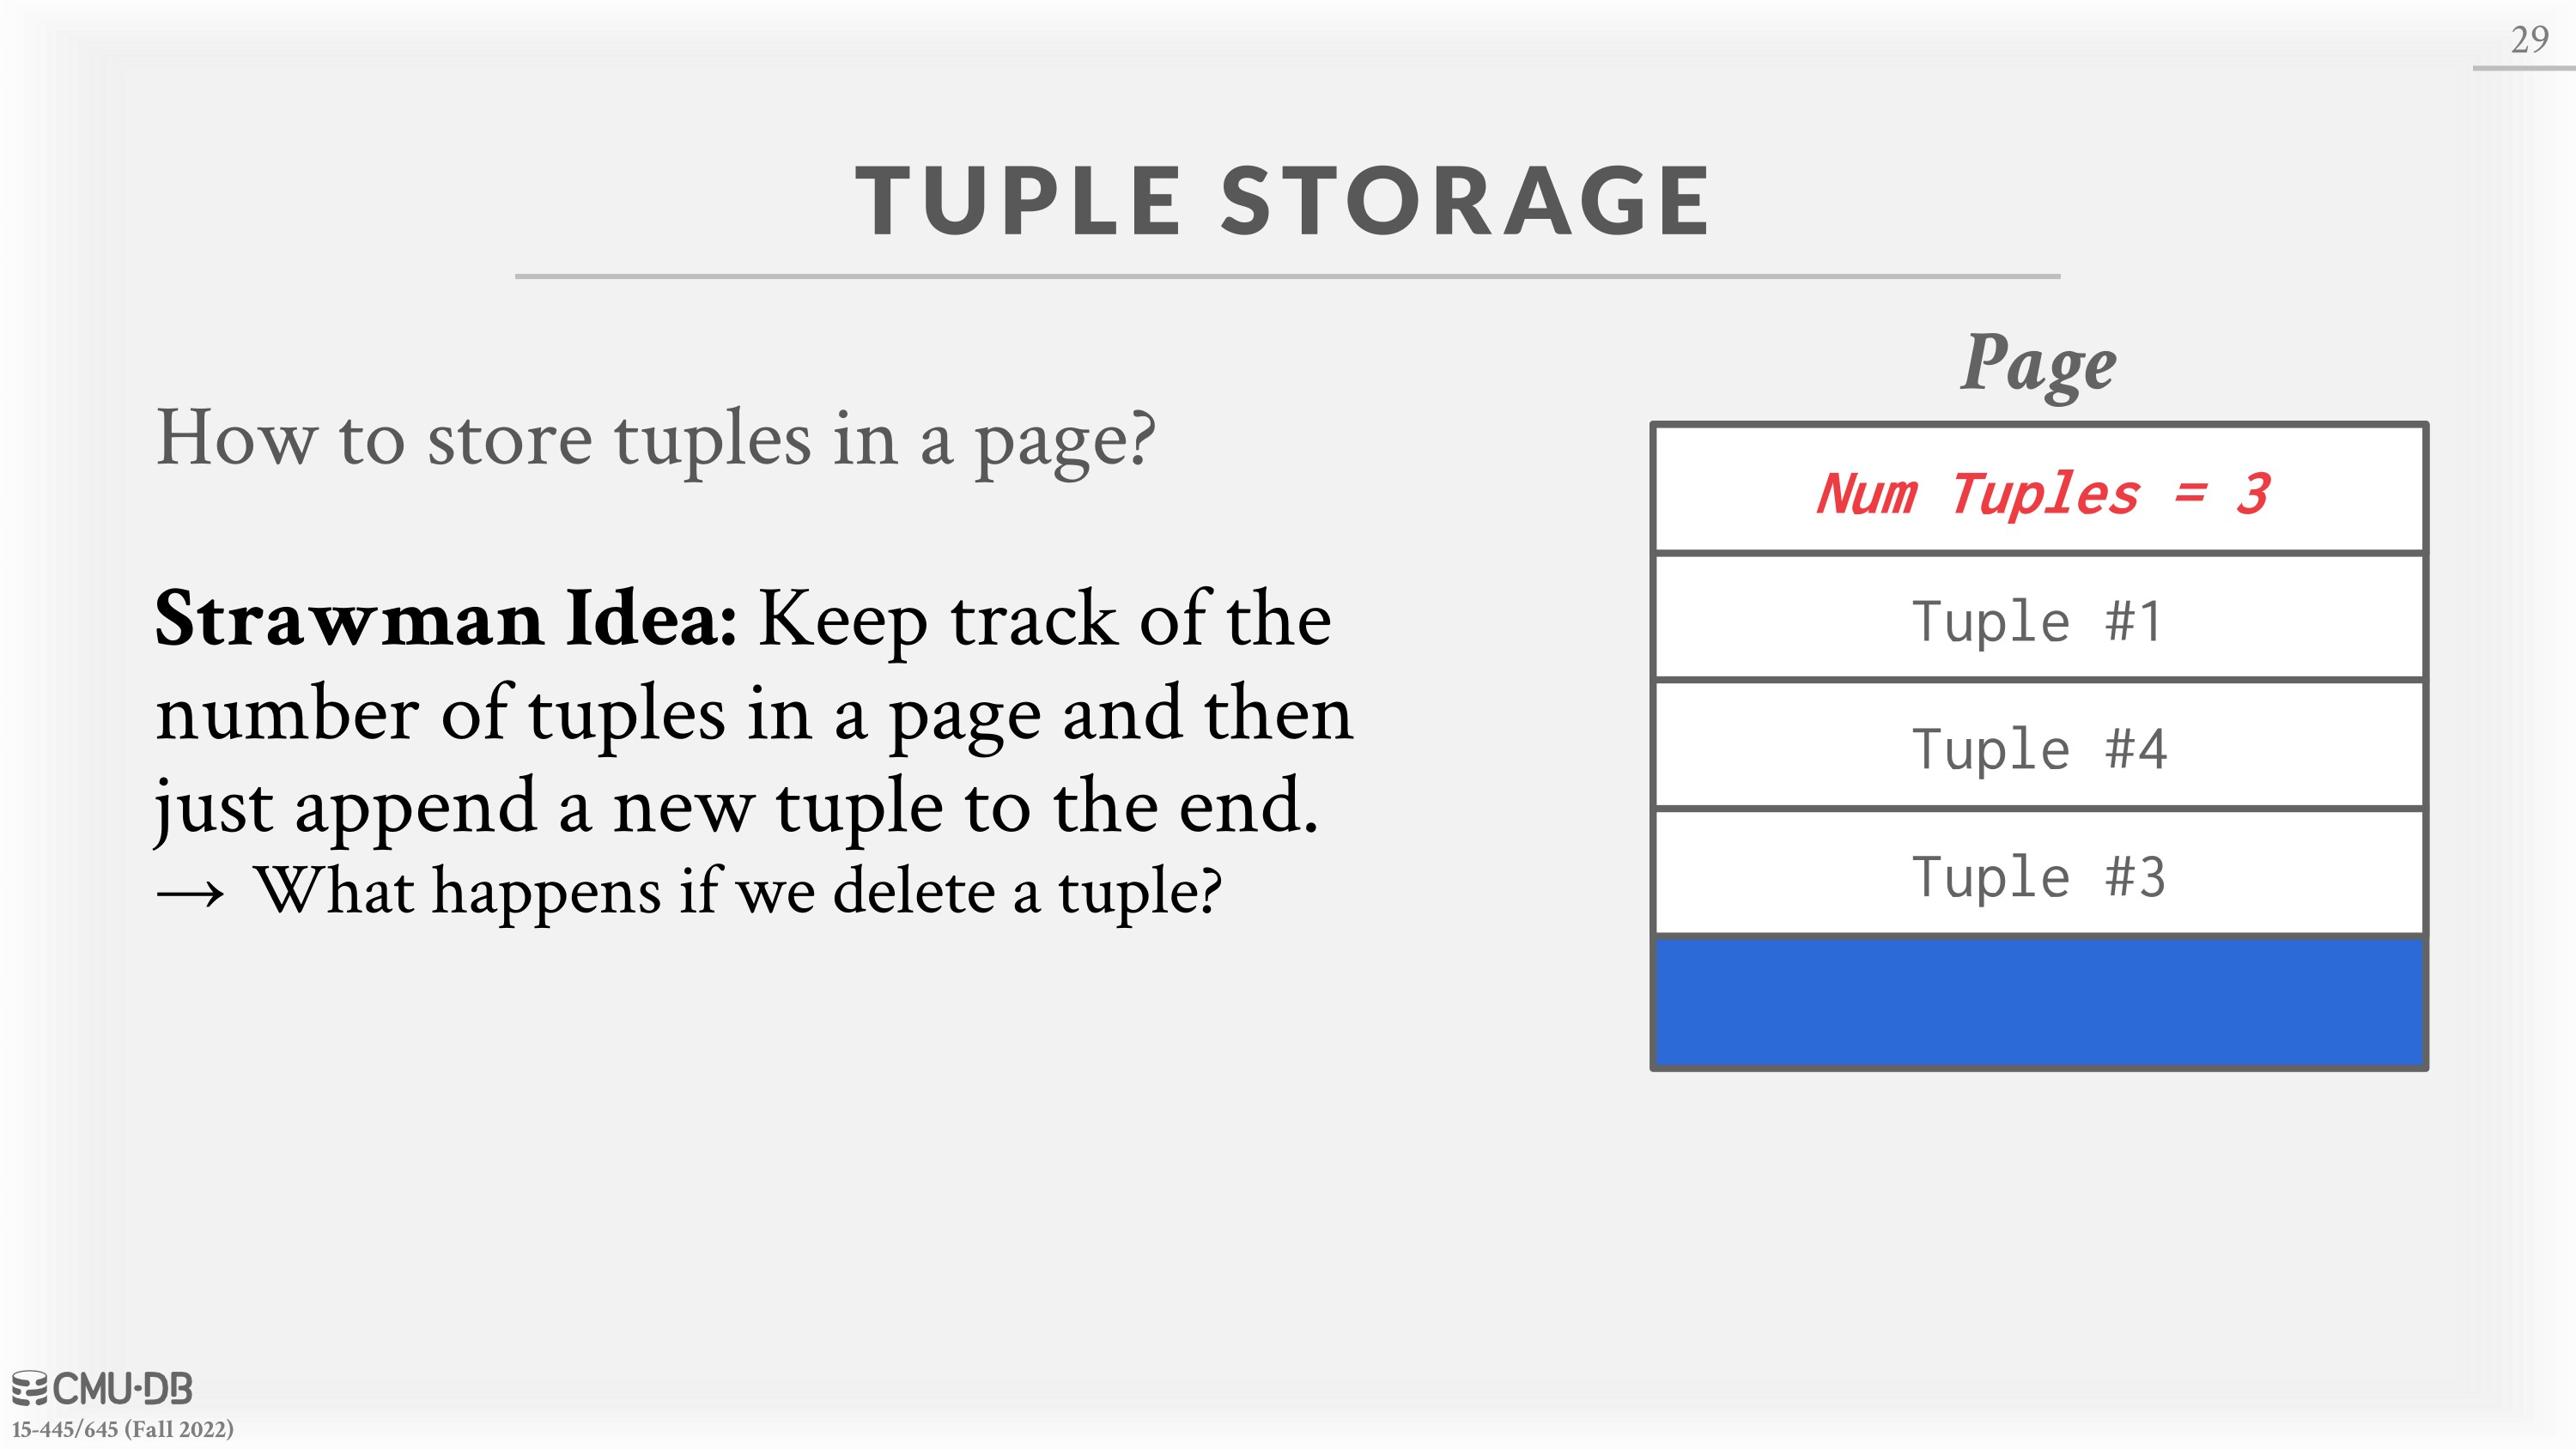 29
TUPLE STORAGE
How to store tuples in a page?
Strawman Idea: Keep track of the
number of tuples in a page and then
just append a new tuple to the end.
→ What happens if we delete a tuple?
Page
Num Tuples = 3
Tuple #1
Tuple #4
Tuple #3
CMU·DB
15-445/645 (Fall 2022)